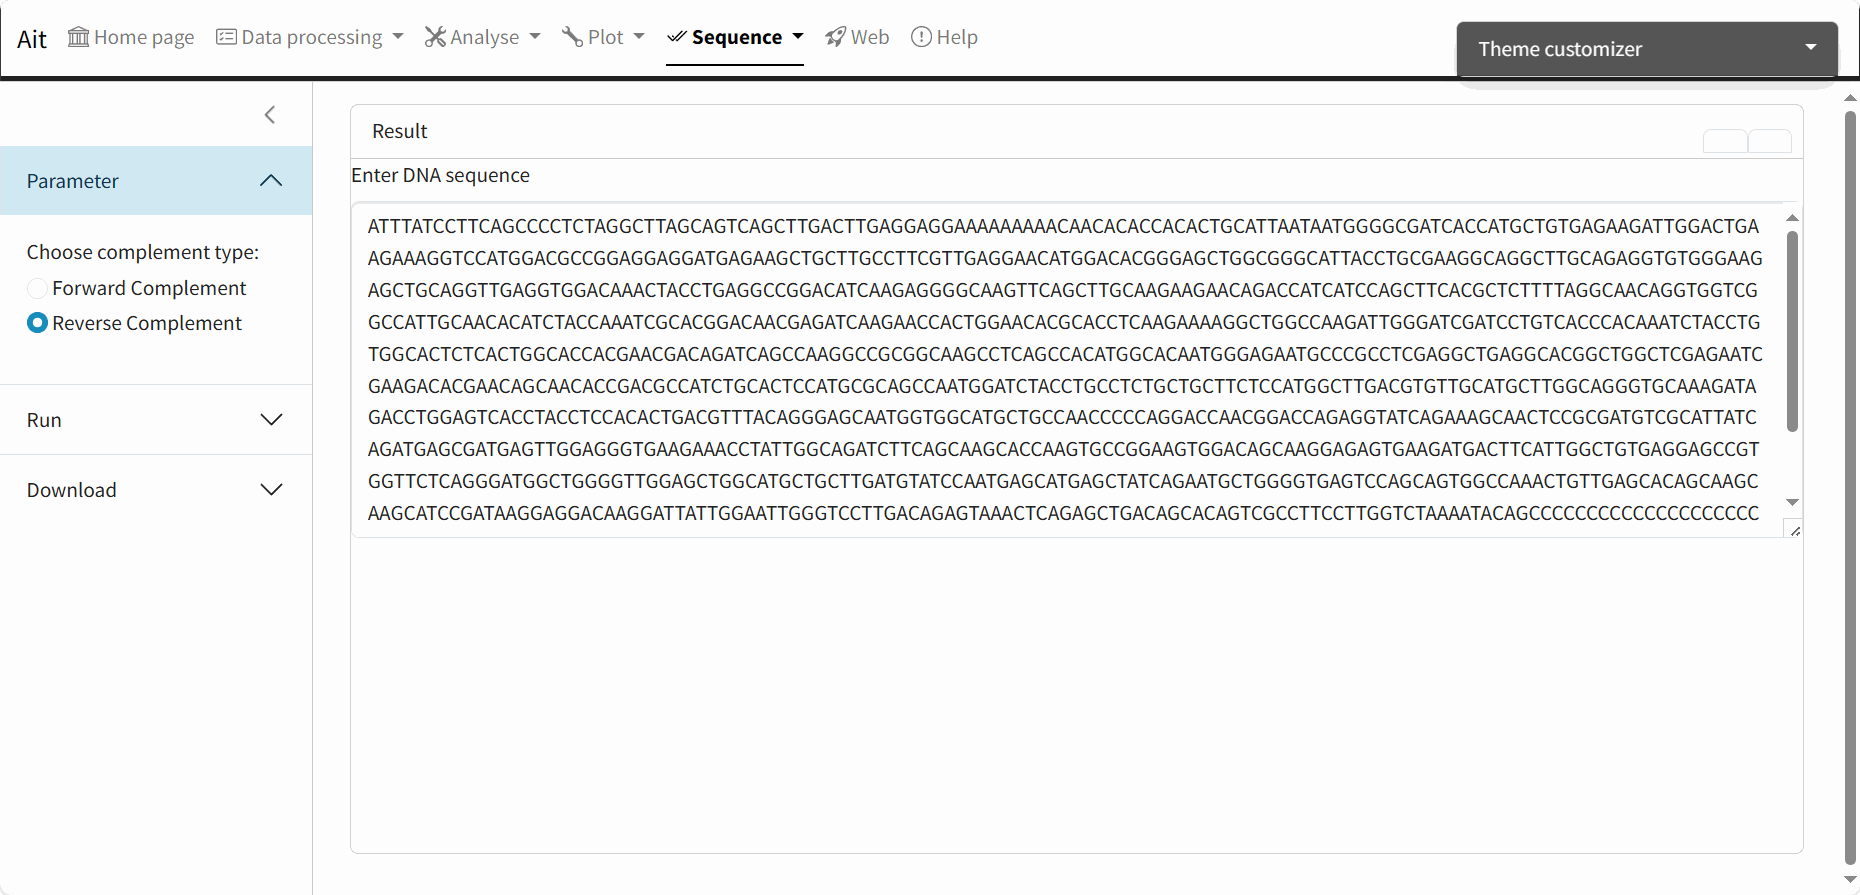 Ait Home page Data processing Analyse Plot Sequence Web Help Theme customizer
Result
Enter DNA sequence
Parameter
Choose complement type:
Forward Complement
Reverse Complement
Run
Download
ATTTATCCTTCAGCCCCTCTAGGCTTAGCAGTCAGCTTGACTTGAGGAGGAAAAAAAAACAACACACCACACTGCATTAATAATGGGGCGATCACCATGCTGTGAGAAGATTGGACTGA
AGAAAGGTCCATGGACGCCGGAGGAGGATGAGAAGCTGCTTGCCTTCGTTGAGGAACATGGACACGGGAGCTGGCGGGCATTACCTGCGAAGGCAGGCTTGCAGAGGTGTGGGAAG
AGCTGCAGGTTGAGGTGGACAAACTACCTGAGGCCGGACATCAAGAGGGGCAAGTTCAGCTTGCAAGAAGAACAGACCATCATCCAGCTTCACGCTCTTTTAGGCAACAGGTGGTCG
GCCATTGCAACACATCTACCAAATCGCACGGACAACGAGATCAAGAACCACTGGAACACGCACCTCAAGAAAAGGCTGGCCAAGATTGGGATCGATCCTGTCACCCACAAATCTACCTG
TGGCACTCTCACTGGCACCACGAACGACAGATCAGCCAAGGCCGCGGCAAGCCTCAGCCACATGGCACAATGGGAGAATGCCCGCCTCGAGGCTGAGGCACGGCTGGCTCGAGAATC
GAAGACACGAACAGCAACACCGACGCCATCTGCACTCCATGCGCAGCCAATGGATCTACCTGCCTCTGCTGCTTCTCCATGGCTTGACGTGTTGCATGCTTGGCAGGGTGCAAAGATA
GACCTGGAGTCACCTACCTCCACACTGACGTTTACAGGGAGCAATGGTGGCATGCTGCCAACCCCCAGGACCAACGGACCAGAGGTATCAGAAAGCAACTCCGCGATGTCGCATTATC
AGATGAGCGATGAGTTGGAGGGTGAAGAAACCTATTGGCAGATCTTCAGCAAGCACCAAGTGCCGGAAGTGGACAGCAAGGAGAGTGAAGATGACTTCATTGGCTGTGAGGAGCCGT
GGTTCTCAGGGATGGCTGGGGTTGGAGCTGGCATGCTGCTTGATGTATCCAATGAGCATGAGCTATCAGAATGCTGGGGTGAGTCCAGCAGTGGCCAAACTGTTGAGCACAGCAAGC
AAGCATCCGATAAGGAGGACAAGGATTATTGGAATTGGGTCCTTGACAGAGTAAACTCAGAGCTGACAGCACAGTCGCCTTCCTTGGTCTAAAATACAGCCCCCCCCCCCCCCCCCCC